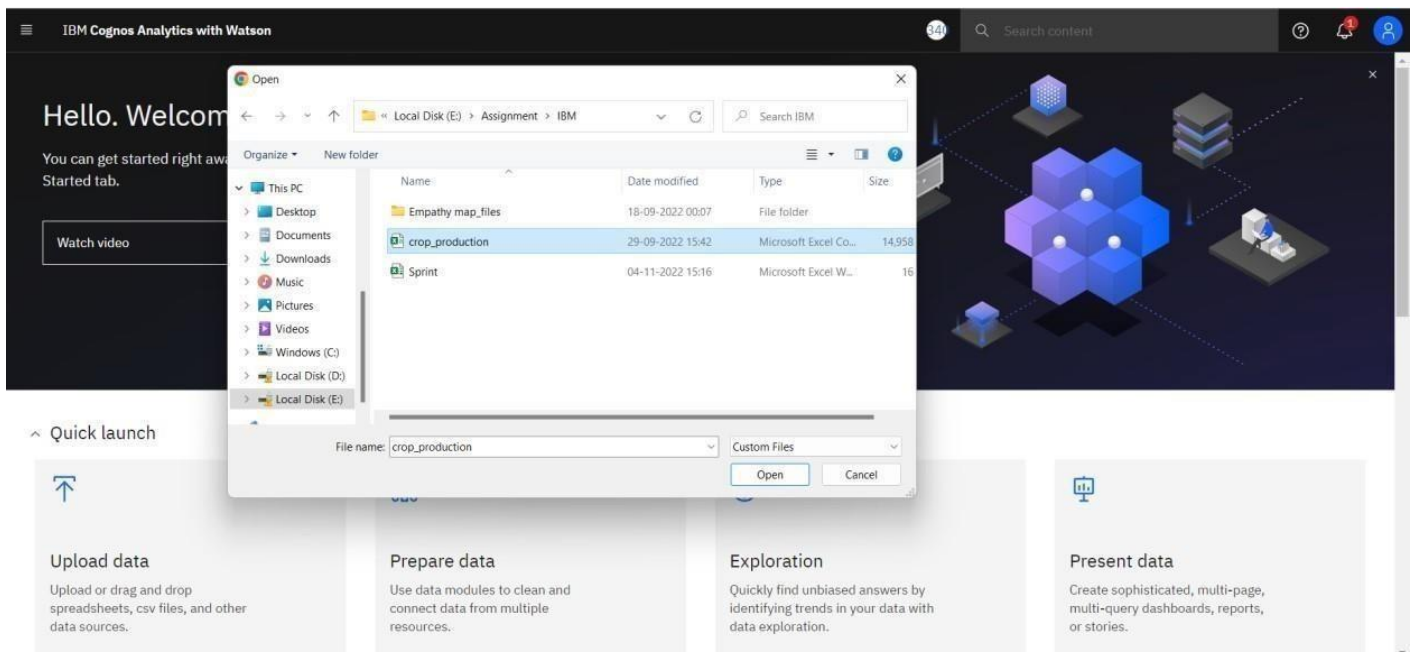 IBM Cognos Analytics with Watson
Search content
1
Hello. Welcom
You can get started right awa
Started tab.
Watch video
Open
« Local Disk (E:) > Assignment > IBM
Search IBM
Organize
New folder
Name
Date modified
Type
Size
This PC
Desktop
Documents
Downloads
Music
Pictures
Videos
Windows (C:)
Local Disk (D:)
Local Disk (E:)
Empathy map_files 18-09-2022 00:07 File folder
crop_production 29-09-2022 15:42 Microsoft Excel Co... 14,958
Sprint 04-11-2022 15:16 Microsoft Excel W... 16
File name: crop_production
Custom Files
Open
Cancel
Quick launch
Upload data
Upload or drag and drop
spreadsheets, csv files, and other
data sources.
Prepare data
Use data modules to clean and
connect data from multiple
resources.
Exploration
Quickly find unbiased answers by
identifying trends in your data with
data exploration.
Present data
Create sophisticated, multi-page,
multi-query dashboards, reports,
or stories.